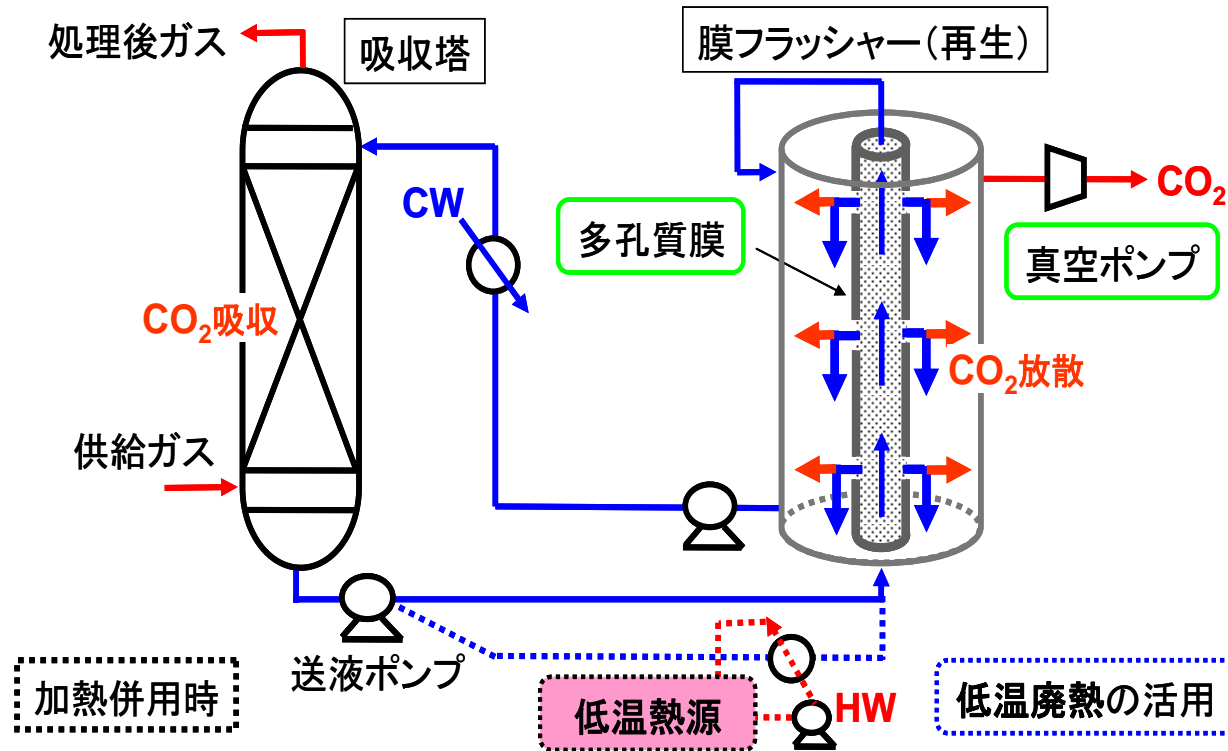 処理後ガス
吸収塔
膜フラッシャー(再生)
CO₂
CW
多孔質膜
真空ポンプ
CO₂吸収
CO₂放散
供給ガス
送液ポンプ
加熱併用時
低温熱源
HW
低温廃熱の活用